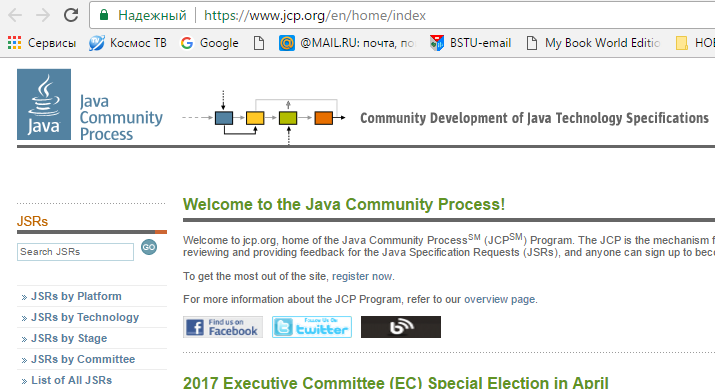 Надежный https://www.jcp.org/en/home/index
Сервисы Космос ТВ Google @MAIL.RU: почта, по BSTU-email My Book World Editio НОВ
Java
Java Community Process
Community Development of Java Technology Specifications
JSRs
Search JSRs GO
JSRs by Platform
JSRs by Technology
JSRs by Stage
JSRs by Committee
List of All JSRs
Welcome to the Java Community Process!
Welcome to jcp.org, home of the Java Community ProcessSM (JCPSM) Program. The JCP is the mechanism f
reviewing and providing feedback for the Java Specification Requests (JSRs), and anyone can sign up to beco
To get the most out of the site, register now.
For more information about the JCP Program, refer to our overview page.
Find us on Facebook
Follow Us On twitter
b
2017 Executive Committee (EC) Special Election in April